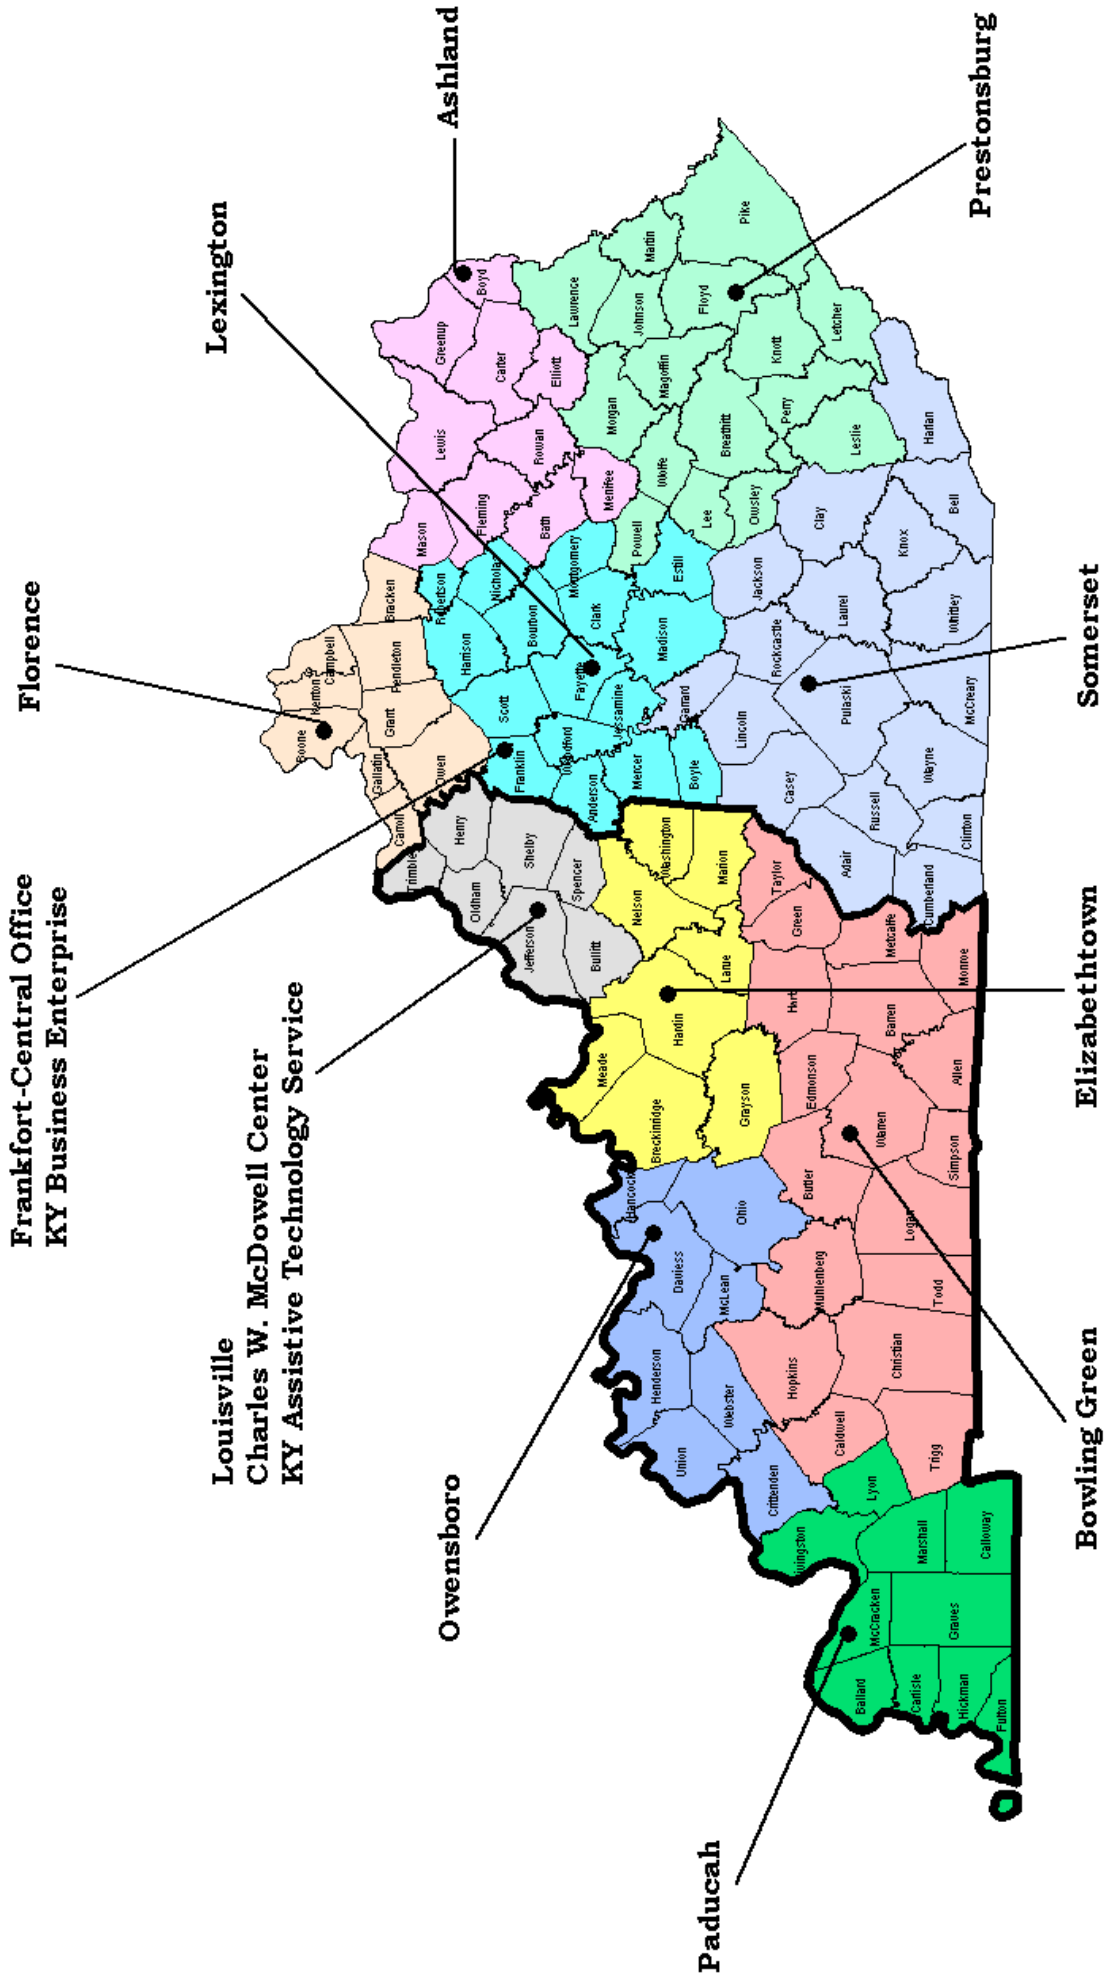 Frankfort-Central Office
KY Business Enterprise
Florence
Lexington
Ashland
Louisville
Charles W. McDowell Center
KY Assistive Technology Service
Owensboro
Paducah
Bowling Green
Elizabethtown
Somerset
Prestonsburg
Boone
Kenton
Campbell
Gallatin
Grant
Pendleton
Bracken
Carroll
Owen
Mason
Lewis
Greenup
Boyd
Carter
Elliott
Rowan
Fleming
Bath
Menifee
Robertson
Nichola
Harrison
Bourbon
Montgomery
Scott
Fayette
Clark
Estill
Franklin
Woodford
Jessamine
Madison
Anderson
Mercer
Boyle
Trimble
Henry
Oldham
Shelby
Jefferson
Spencer
Bullitt
Nelson
Washington
Marion
Larue
Hardin
Meade
Breckinridge
Grayson
Lawrence
Martin
Johnson
Floyd
Pike
Morgan
Magoffin
Wolfe
Powell
Lee
Owsley
Breathitt
Knott
Perry
Letcher
Leslie
Garrard
Lincoln
Rockcastle
Jackson
Clay
Harlan
Casey
Pulaski
Laurel
Knox
Bell
Whitley
McCreary
Wayne
Russell
Adair
Clinton
Cumberland
Taylor
Green
Metcalfe
Monroe
Hart
Barren
Allen
Edmonson
Warren
Simpson
Butler
Logan
Muhlenberg
Todd
Hopkins
Christian
Caldwell
Trigg
Hancock
Ohio
Daviess
McLean
Henderson
Webster
Union
Crittenden
Lyon
ivingston
Marshall
Calloway
McCracken
Graves
Ballard
Carlisle
Hickman
Fulton